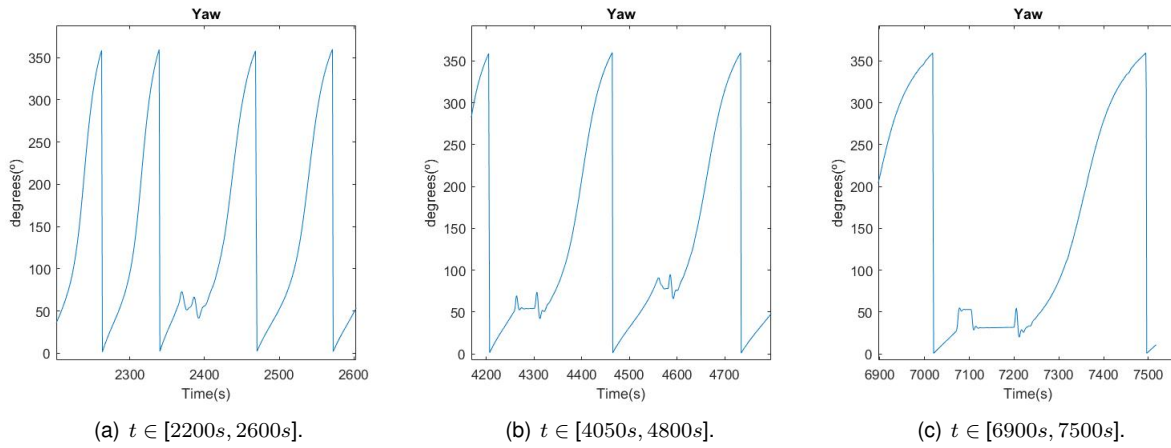 Yaw
350
300
250
200
150
100
50
0
degrees(º)
2300 2400 2500 2600
Time(s)
(a) t ∈ [2200s, 2600s].
Yaw
350
300
250
200
150
100
50
0
degrees(º)
4200 4300 4400 4500 4600 4700
Time(s)
(b) t ∈ [4050s, 4800s].
Yaw
350
300
250
200
150
100
50
0
degrees(º)
6900 7000 7100 7200 7300 7400 7500
Time(s)
(c) t ∈ [6900s, 7500s].